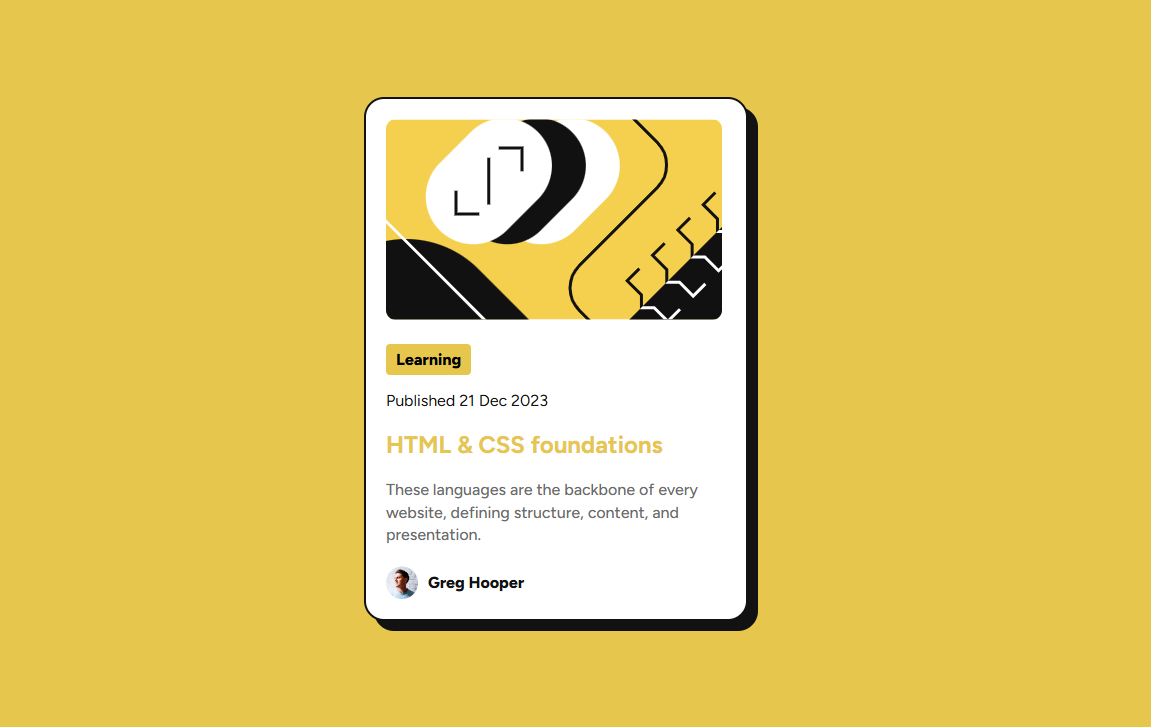 Learning
Published 21 Dec 2023
HTML & CSS foundations
These languages are the backbone of every
website, defining structure, content, and
presentation.
Greg Hooper